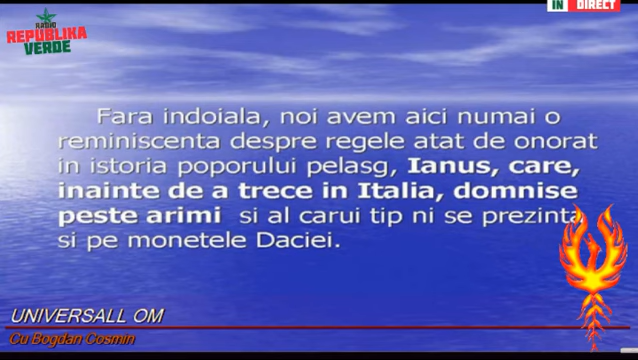 RADIO
REPUBLIKA
VERDE
IN DIRECT
Fara indoiala, noi avem aici numai o
reminiscenta despre regele atat de onorat
in istoria poporului pelasg, Ianus, care,
inainte de a trece in Italia, domnise
peste arimi si al carui tip ni se prezinta
si pe monetele Daciei.
UNIVERSALL OM
Cu Bogdan Cosmin